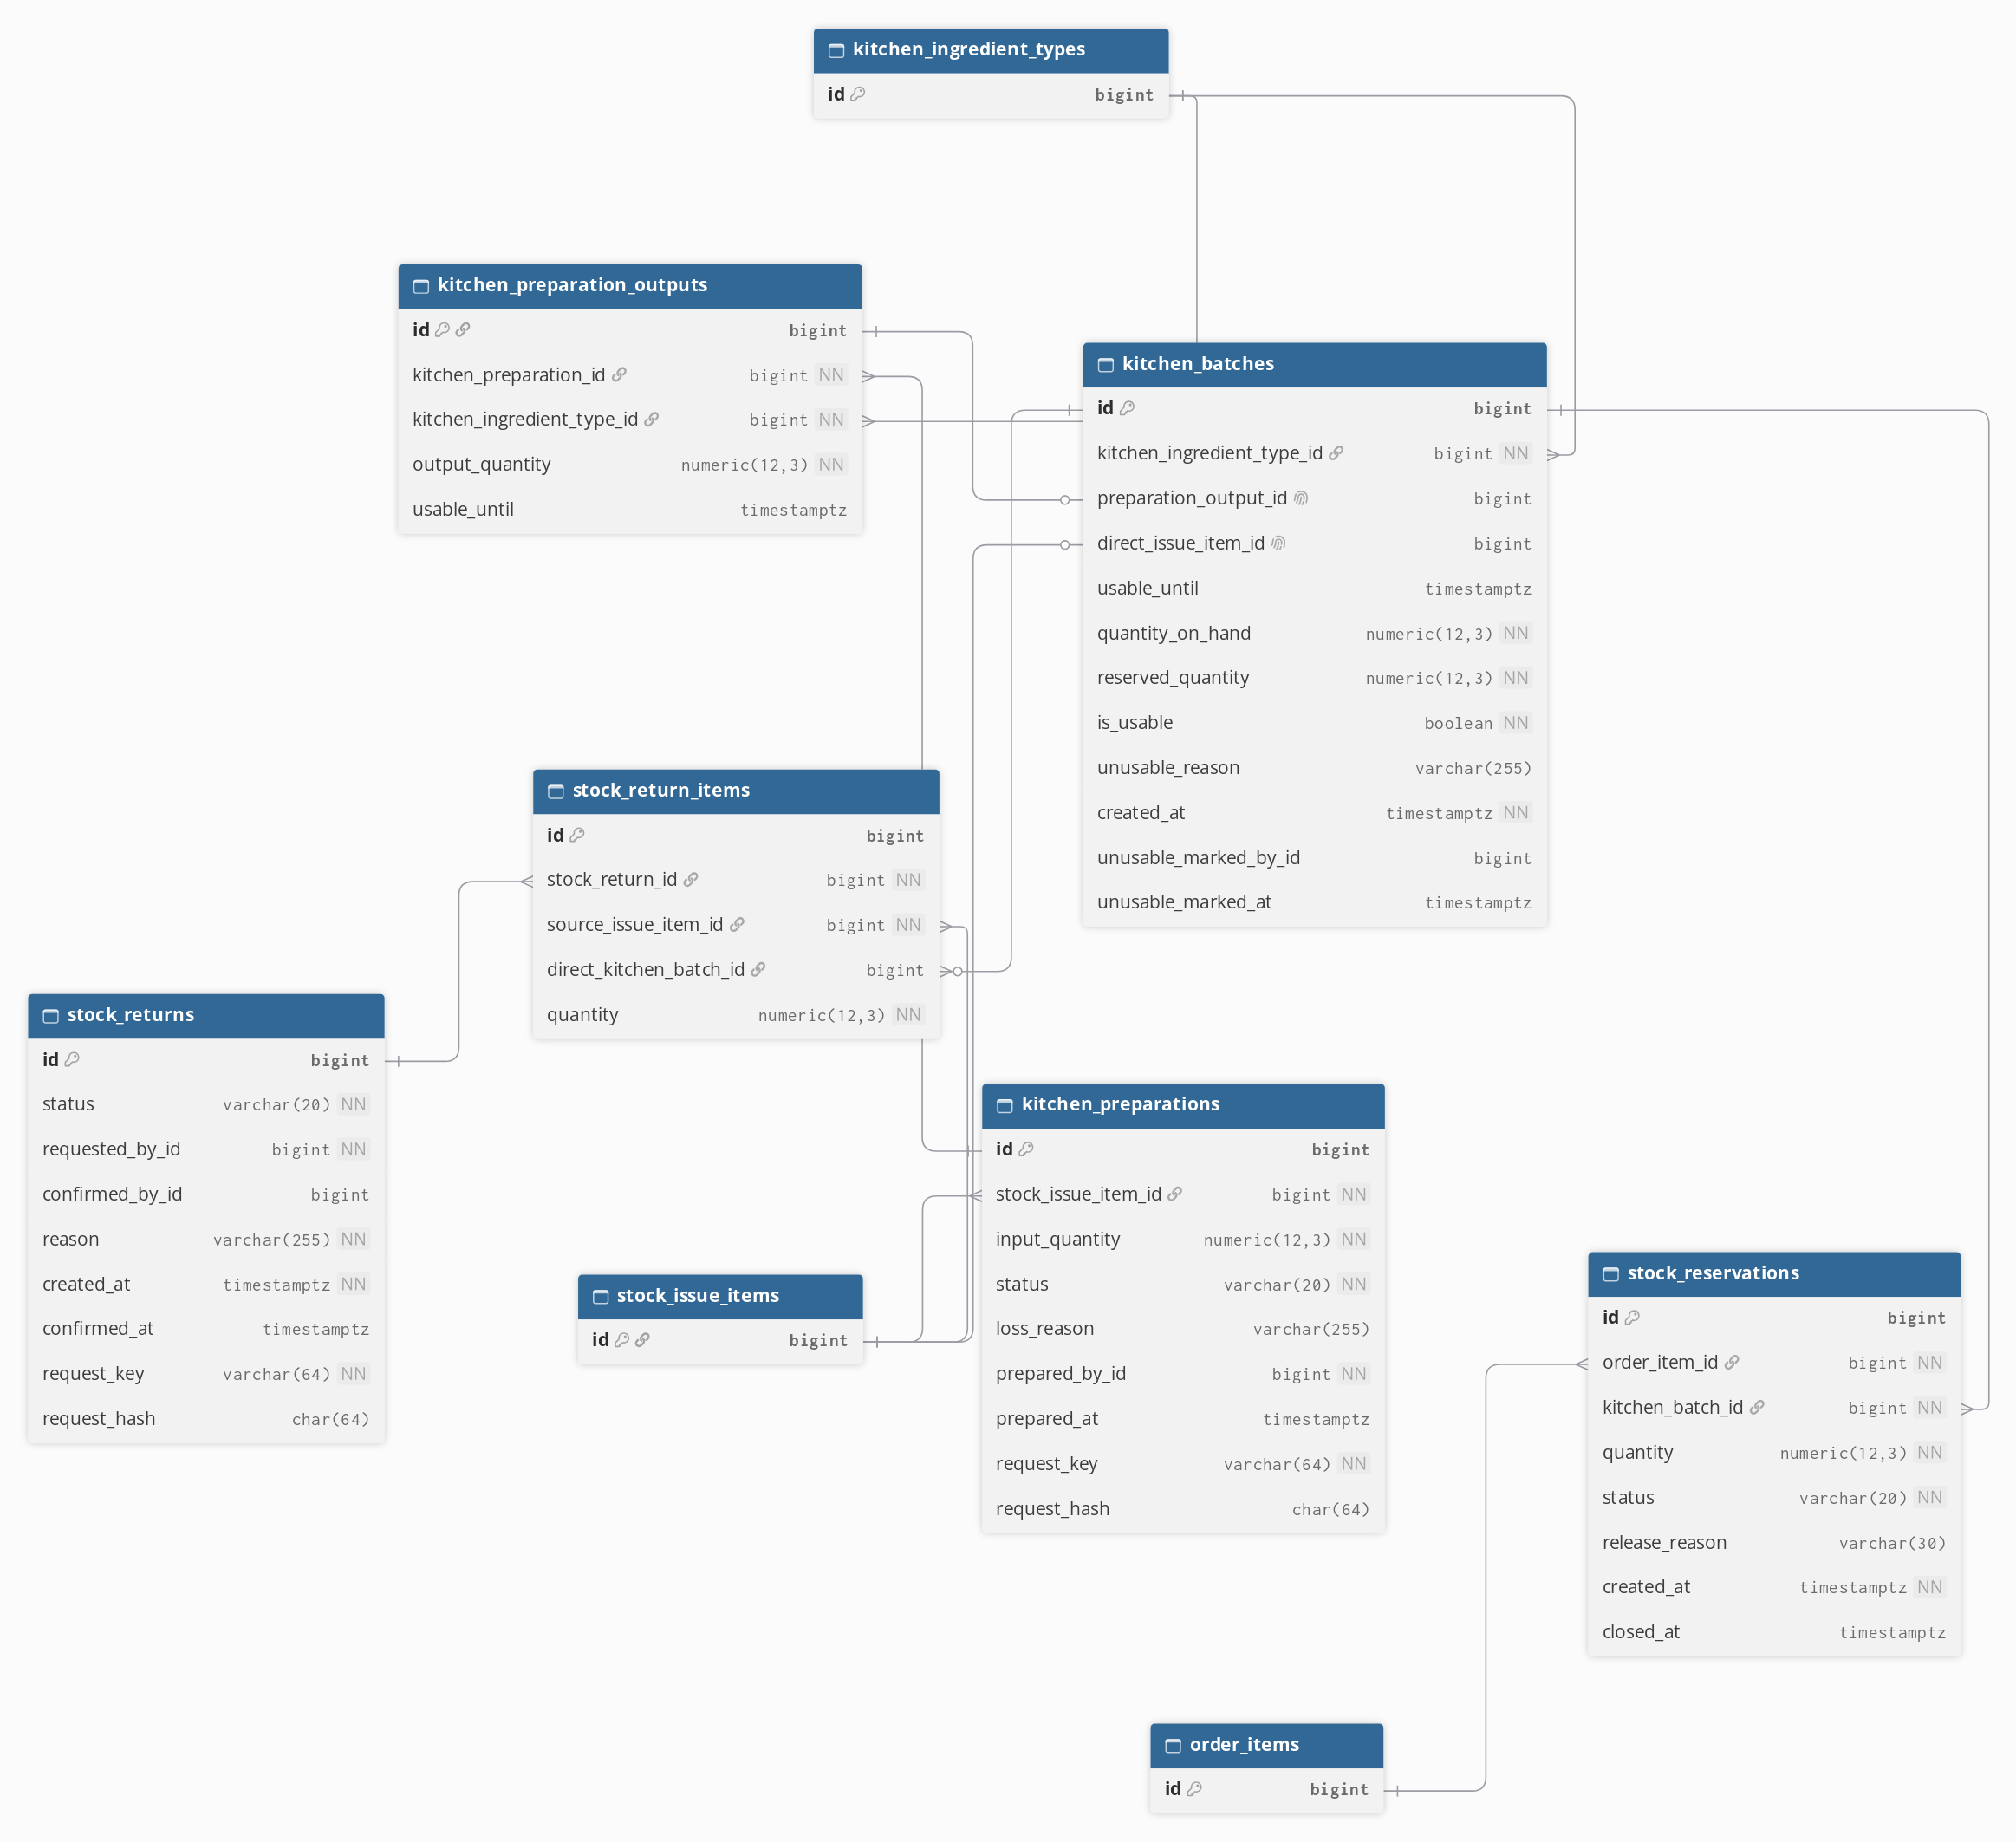 kitchen_ingredient_types
id bigint
kitchen_preparation_outputs
id bigint
kitchen_preparation_id bigint NN
kitchen_ingredient_type_id bigint NN
output_quantity numeric(12,3) NN
usable_until timestamptz
kitchen_batches
id bigint
kitchen_ingredient_type_id bigint NN
preparation_output_id bigint
direct_issue_item_id bigint
usable_until timestamptz
quantity_on_hand numeric(12,3) NN
reserved_quantity numeric(12,3) NN
is_usable boolean NN
unusable_reason varchar(255)
created_at timestamptz NN
unusable_marked_by_id bigint
unusable_marked_at timestamptz
stock_return_items
id bigint
stock_return_id bigint NN
source_issue_item_id bigint NN
direct_kitchen_batch_id bigint
quantity numeric(12,3) NN
stock_returns
id bigint
status varchar(20) NN
requested_by_id bigint NN
confirmed_by_id bigint
reason varchar(255) NN
created_at timestamptz NN
confirmed_at timestamptz
request_key varchar(64) NN
request_hash char(64)
kitchen_preparations
id bigint
stock_issue_item_id bigint NN
input_quantity numeric(12,3) NN
status varchar(20) NN
loss_reason varchar(255)
prepared_by_id bigint NN
prepared_at timestamptz
request_key varchar(64) NN
request_hash char(64)
stock_issue_items
id bigint
stock_reservations
id bigint
order_item_id bigint NN
kitchen_batch_id bigint NN
quantity numeric(12,3) NN
status varchar(20) NN
release_reason varchar(30)
created_at timestamptz NN
closed_at timestamptz
order_items
id bigint